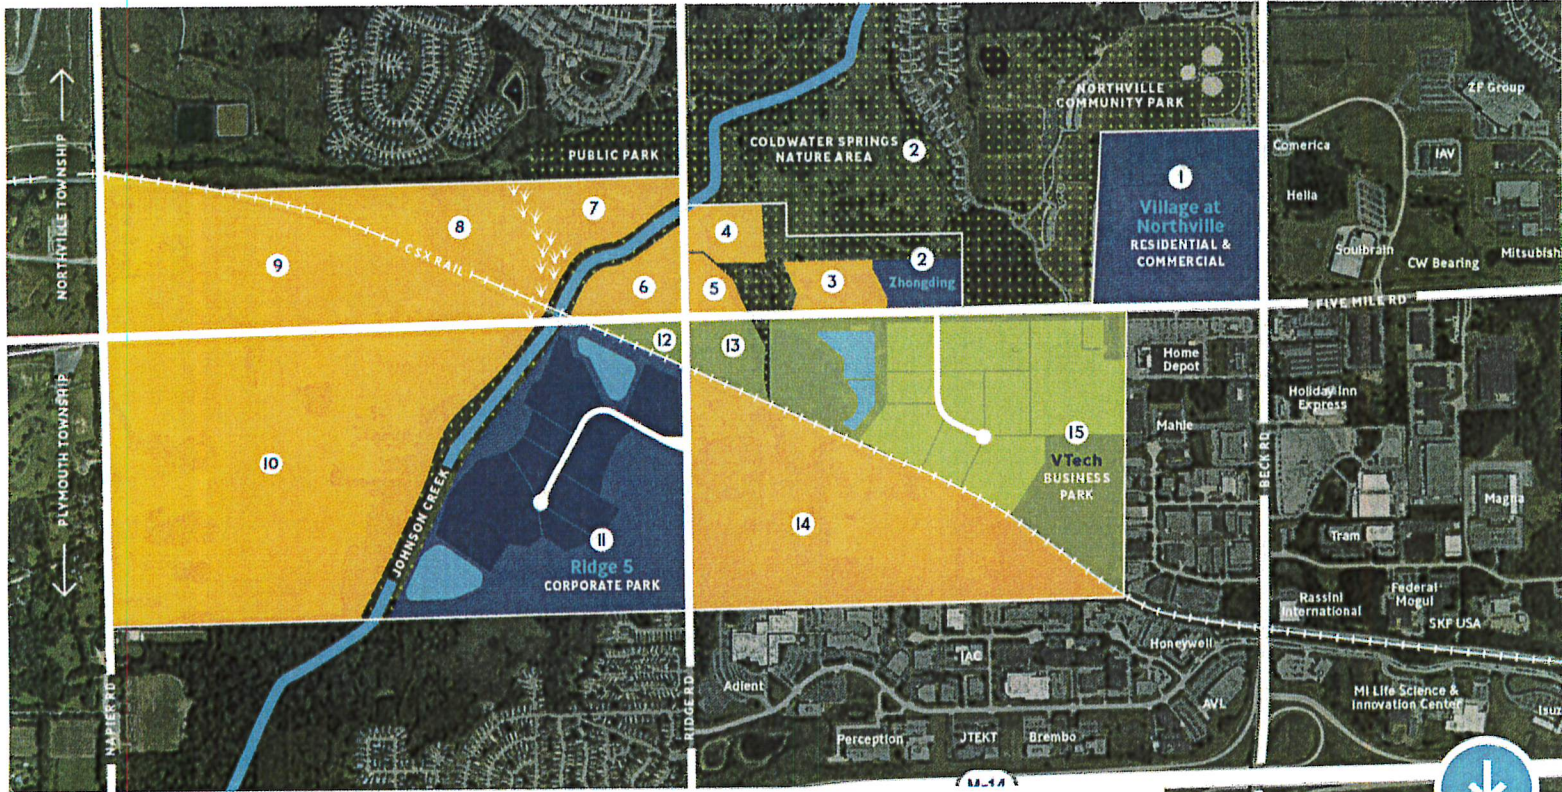 NORTHVILLE TOWNSHIP
PLYMOUTH TOWNSHIP
NAPIER RD
PUBLIC PARK
COLDWATER SPRINGS
NATURE AREA
2
NORTHVILLE
COMMUNITY PARK
1
Village at
Northville
RESIDENTIAL &
COMMERCIAL
ZF Group
Comerica
IAV
Hella
Soulbrain
CW Bearing
7
8
9
CSX RAIL
4
2
Zhongding
3
5
6
FIVE MILE RD
10
12
13
JOHNSON CREEK
11
Ridge 5
CORPORATE PARK
RIDGE RD
14
15
VTech
BUSINESS
PARK
Home
Depot
Mahle
BECK RD
Holiday Inn
Express
Magna
Tram
Rassini
International
Federal-
Mogul
SKF USA
Honeywell
IAC
Adient
AVL
MI Life Science &
Innovation Center
Perception
JTEKT
Brembo
M-14